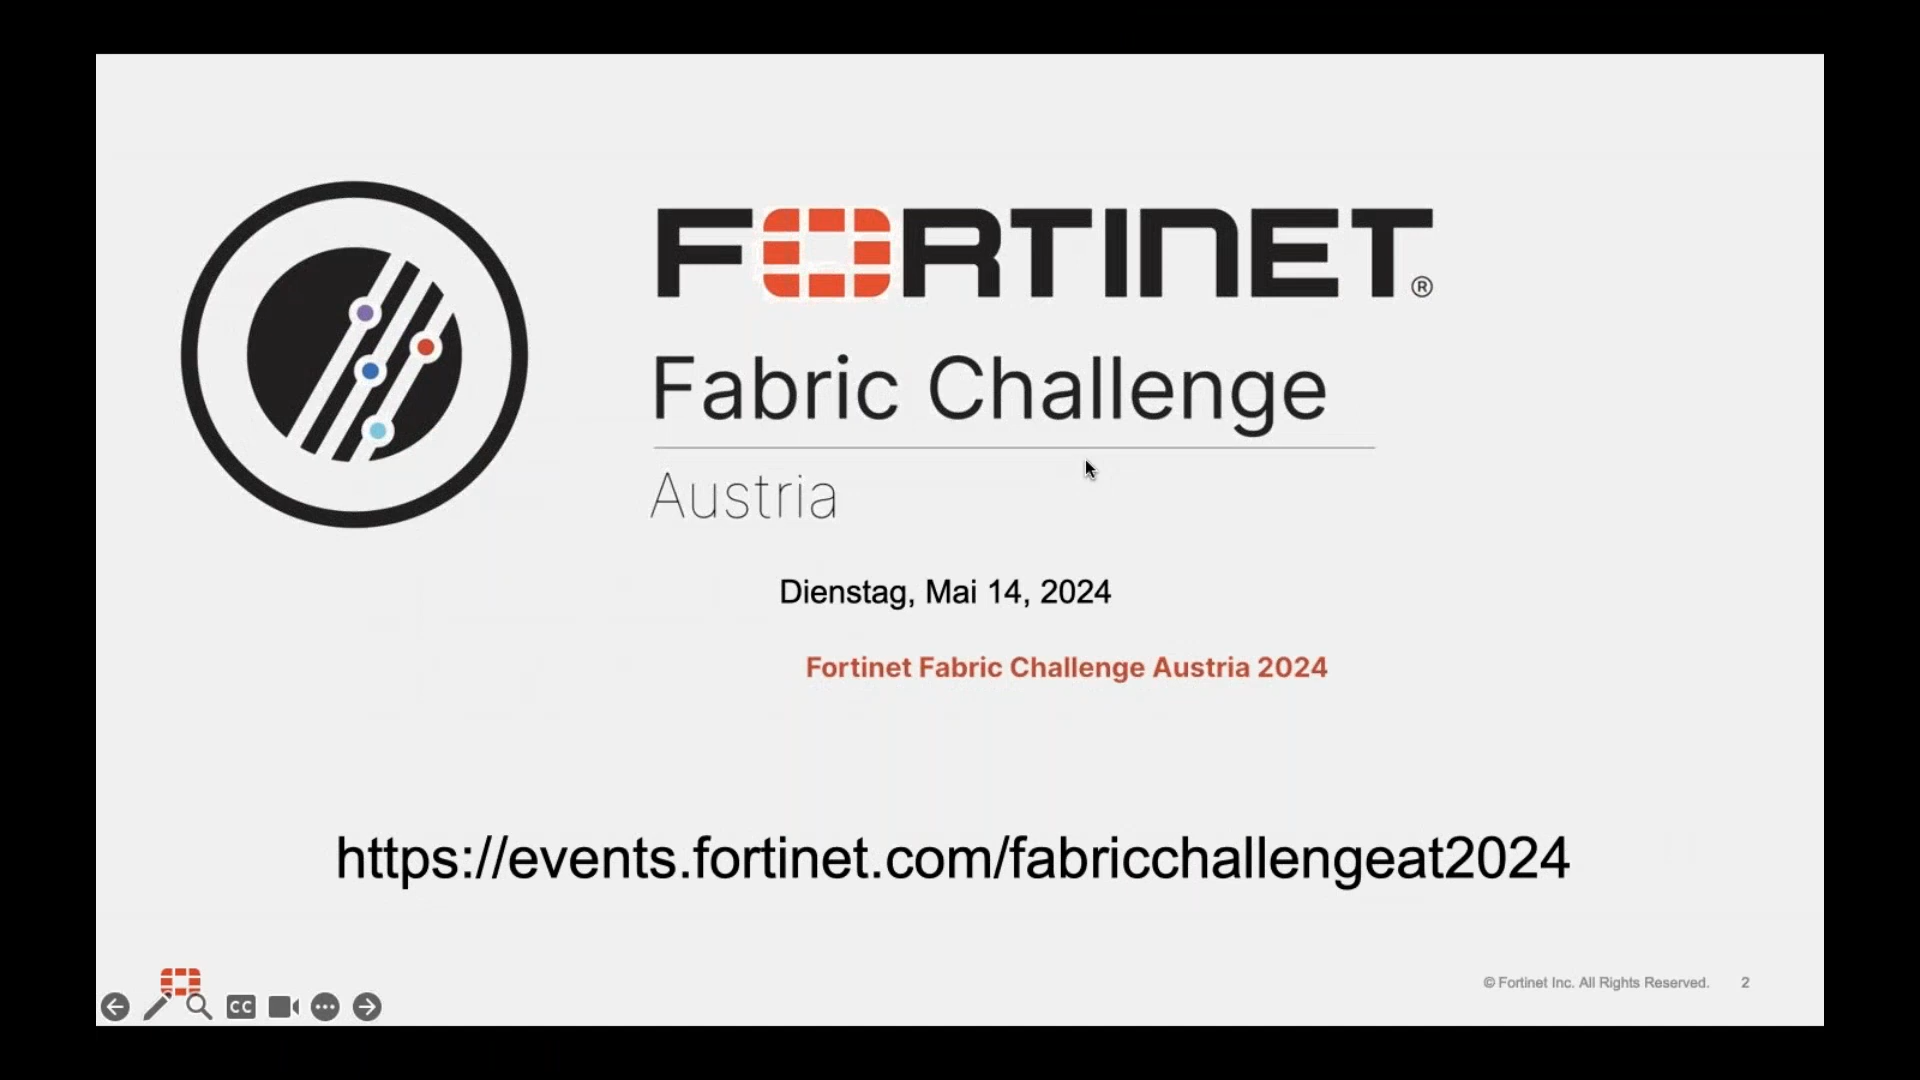 FORTINET®
Fabric Challenge
Austria
Dienstag, Mai 14, 2024
Fortinet Fabric Challenge Austria 2024
https://events.fortinet.com/fabricchallengeat2024
© Fortinet Inc. All Rights Reserved. 2
CC